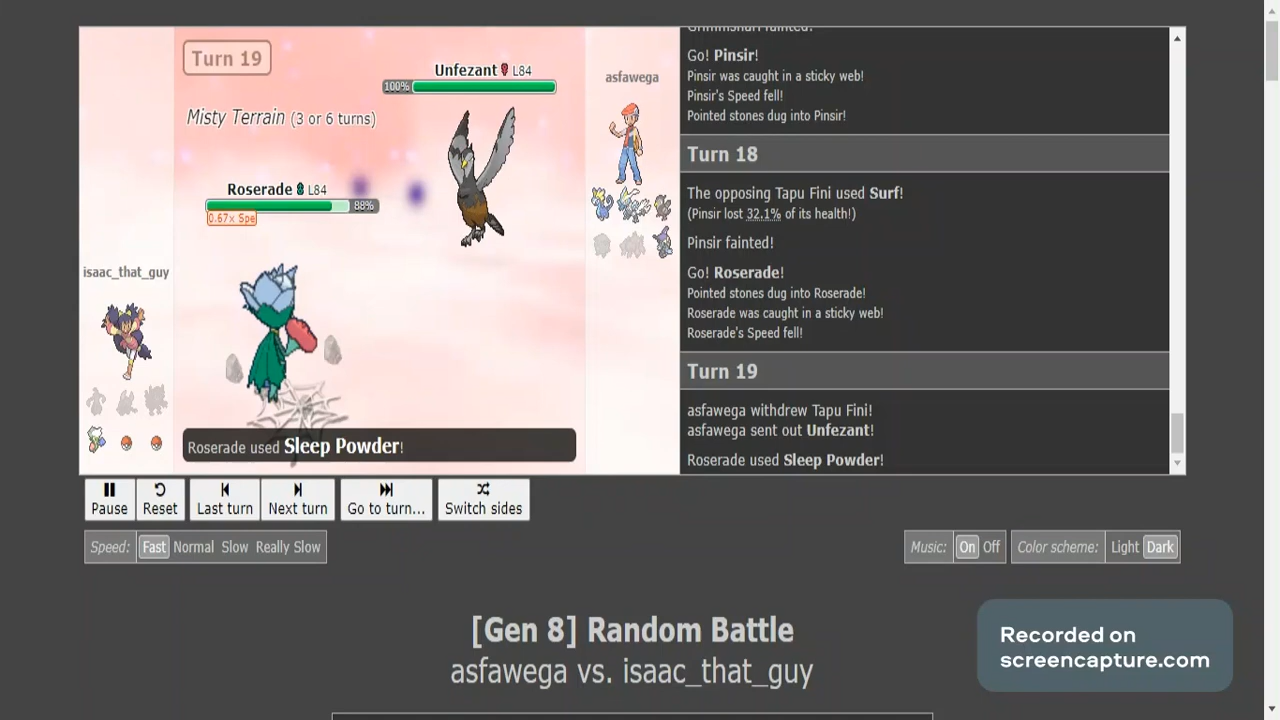 Turn 19
Unfezant L84
100%
Misty Terrain (3 or 6 turns)
Roserade L84
88%
0.67x Spe
isaac_that_guy
asfawega
Roserade used Sleep Powder!
Grimmsnarl fainted!
Go! Pinsir!
Pinsir was caught in a sticky web!
Pinsir's Speed fell!
Pointed stones dug into Pinsir!
Turn 18
The opposing Tapu Fini used Surf!
(Pinsir lost 32.1% of its health!)
Pinsir fainted!
Go! Roserade!
Pointed stones dug into Roserade!
Roserade was caught in a sticky web!
Roserade's Speed fell!
Turn 19
asfawega withdrew Tapu Fini!
asfawega sent out Unfezant!
Roserade used Sleep Powder!
Pause Reset Last turn Next turn Go to turn... Switch sides
Speed: Fast Normal Slow Really Slow
Music: On Off Color scheme: Light Dark
[Gen 8] Random Battle
asfawega vs. isaac_that_guy
Recorded on
screencapture.com